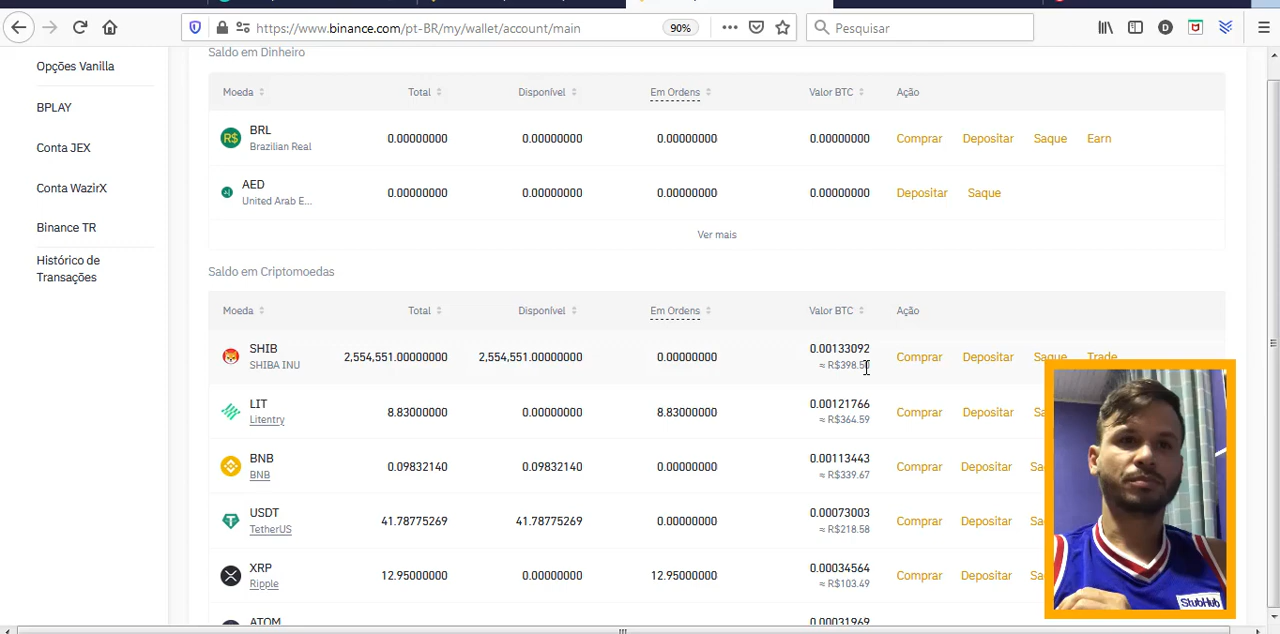 https://www.binance.com/pt-BR/my/wallet/account/main
90%
Pesquisar
Opções Vanilla
BPLAY
Conta JEX
Conta WazirX
Binance TR
Histórico de
Transações
Saldo em Dinheiro
Moeda Total Disponível Em Ordens Valor BTC Ação
R$ BRL
Brazilian Real
0.00000000 0.00000000 0.00000000 0.00000000 Comprar Depositar Saque Earn
AED
United Arab E...
0.00000000 0.00000000 0.00000000 0.00000000 Depositar Saque
Ver mais
Saldo em Criptomoedas
Moeda Total Disponível Em Ordens Valor BTC Ação
SHIB
SHIBA INU
2,554,551.00000000 2,554,551.00000000 0.00000000 0.00133092
Comprar Depositar Saque Trade
LIT
Litentry
8.83000000 0.00000000 8.83000000 0.00121766
≈ R$364.59
Comprar Depositar
BNB
BNB
0.09832140 0.09832140 0.00000000 0.00113443
≈ R$339.67
Comprar Depositar
USDT
TetherUS
41.78775269 41.78775269 0.00000000 0.00073003
≈ R$218.58
Comprar Depositar
XRP
Ripple
12.95000000 0.00000000 12.95000000 0.00034564
≈ R$103.49
Comprar Depositar
ATOM 0.00031969
StubHub